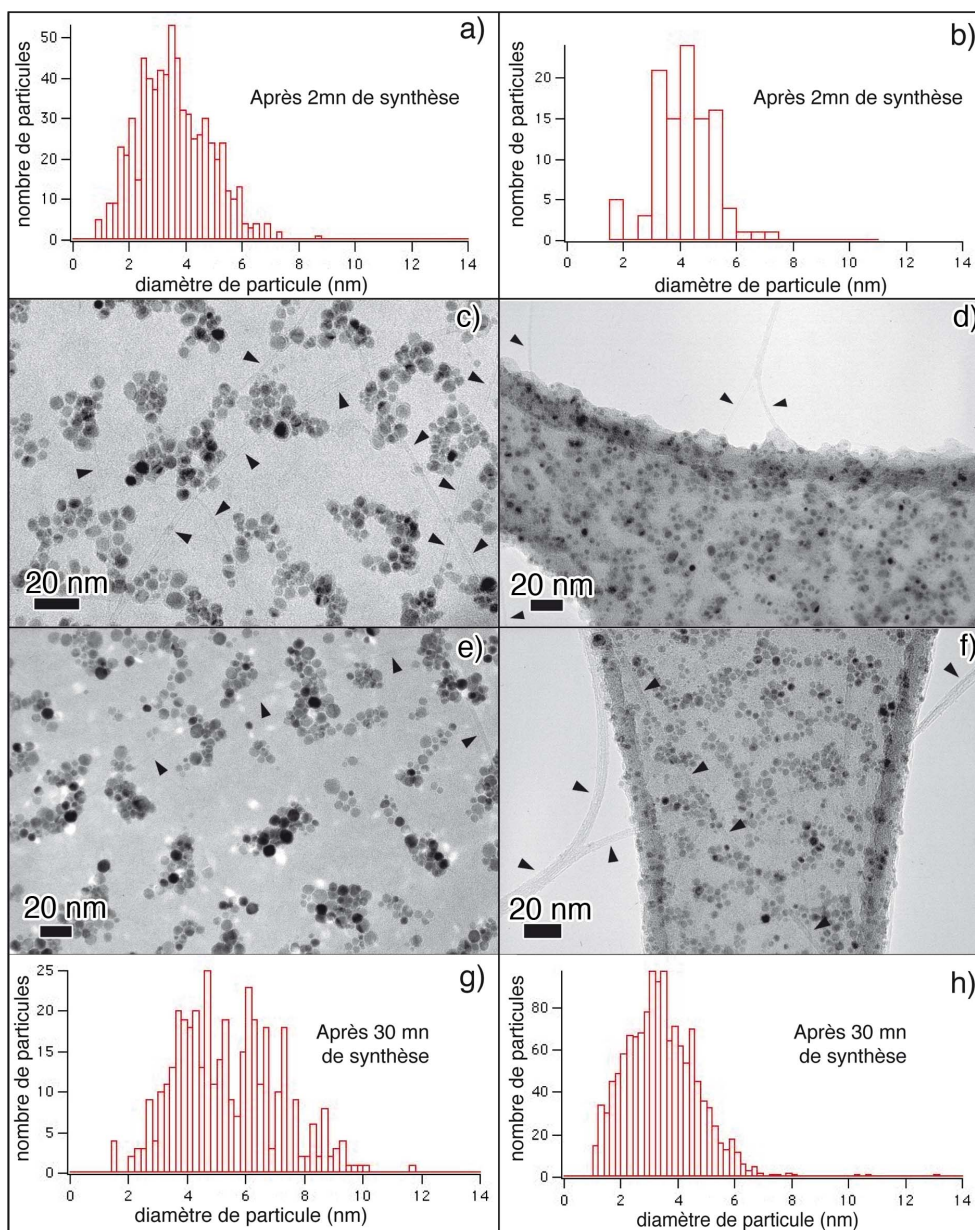 a)
nombre de particules
50
40
30
20
10
0
Après 2mn de synthèse
0 2 4 6 8 10 12 14
diamètre de particule (nm)
b)
nombre de particules
20
15
10
5
0
Après 2mn de synthèse
0 2 4 6 8 10 12 14
diamètre de particule (nm)
c)
20 nm
d)
20 nm
e)
20 nm
f)
20 nm
g)
nombre de particules
25
20
15
10
5
0
Après 30 mn
de synthèse
0 2 4 6 8 10 12 14
diamètre de particule (nm)
h)
nombre de particules
80
60
40
20
0
Après 30 mn
de synthèse
0 2 4 6 8 10 12 14
diamètre de particule (nm)